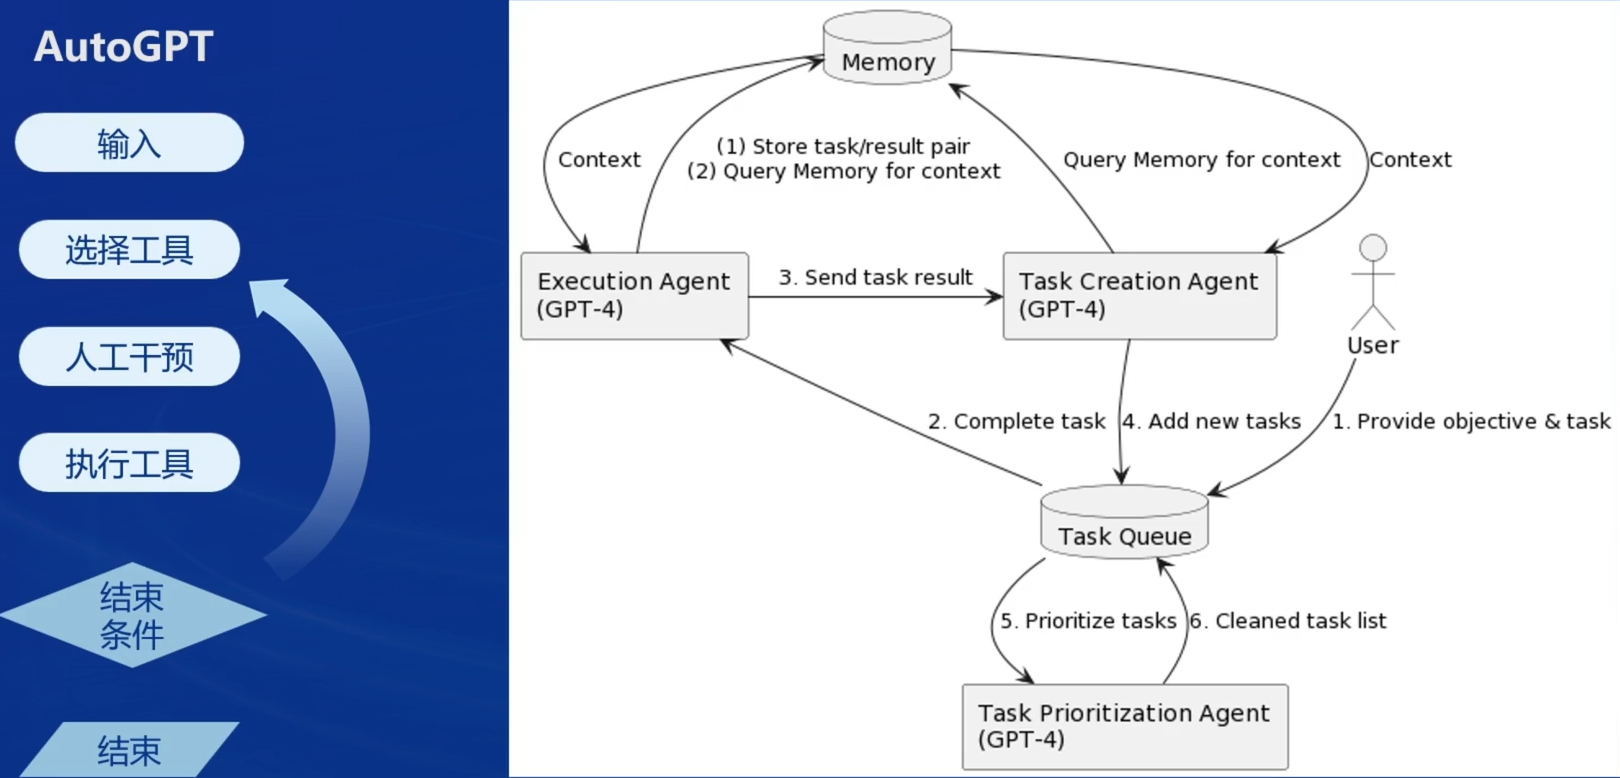 AutoGPT
输入
选择工具
人工干预
执行工具
结束
条件
结束
Memory
Context
(1) Store task/result pair
(2) Query Memory for context
Query Memory for context
Context
Execution Agent
(GPT-4)
3. Send task result
Task Creation Agent
(GPT-4)
User
2. Complete task
4. Add new tasks
1. Provide objective & task
Task Queue
5. Prioritize tasks
6. Cleaned task list
Task Prioritization Agent
(GPT-4)